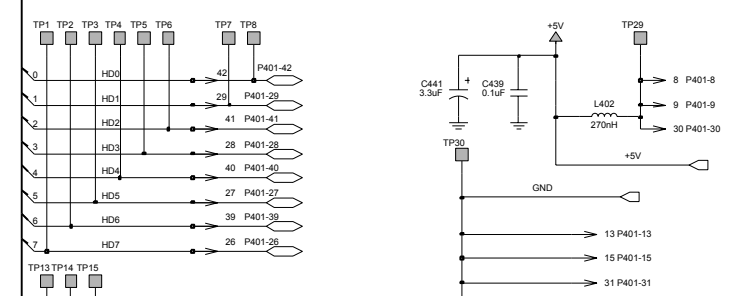 TP1 TP2 TP3 TP4 TP5 TP6 TP7 TP8
0 HD0 42 P401-42
1 HD1 29 P401-29
2 HD2 41 P401-41
3 HD3 28 P401-28
4 HD4 40 P401-40
5 HD5 27 P401-27
6 HD6 39 P401-39
7 HD7 26 P401-26
TP13 TP14 TP15
+5V TP29
C441 + C439
3.3uF 0.1uF
8 P401-8
L402 9 P401-9
270nH 30 P401-30
TP30 +5V
GND
13 P401-13
15 P401-15
31 P401-31